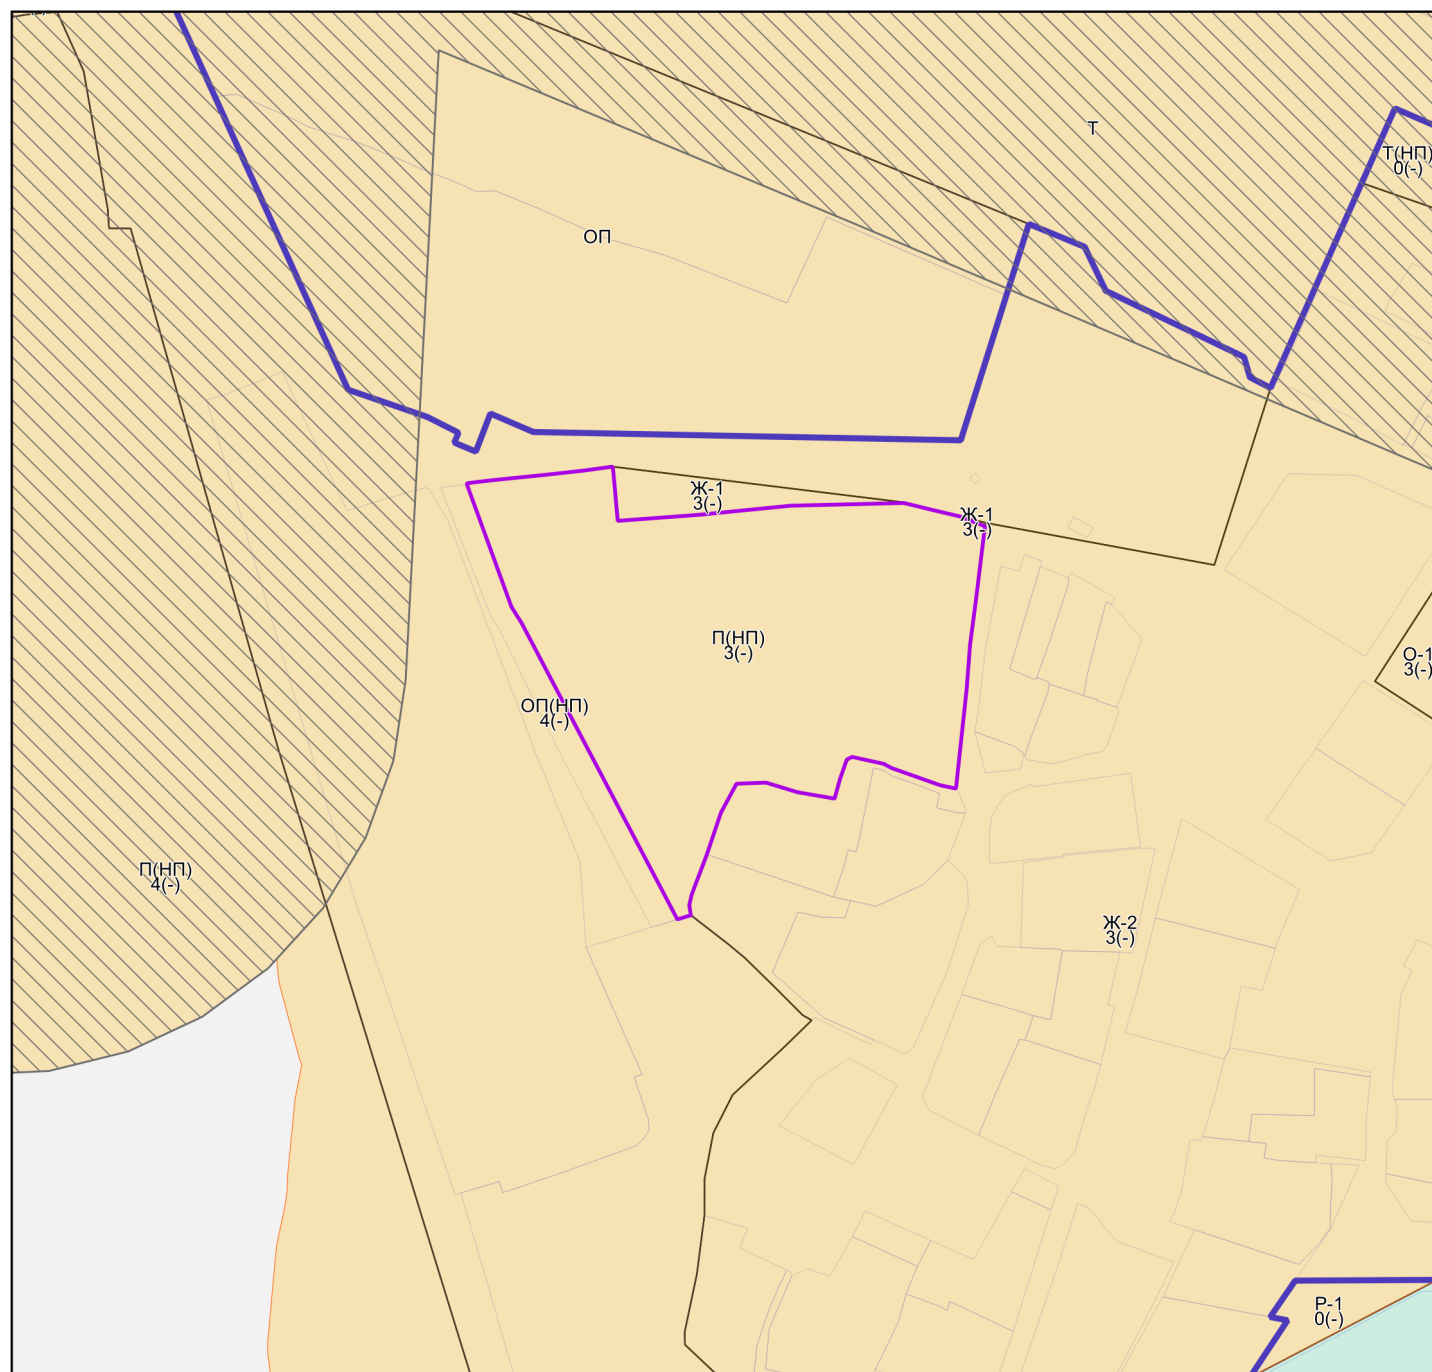 Т
Т(НП)
0(-)
ОП
Ж-1
3(-)
Ж-1
3(-)
П(НП)
3(-)
О-1
3(-)
ОП(НП)
4(-)
П(НП)
4(-)
Ж-2
3(-)
Р-1
0(-)